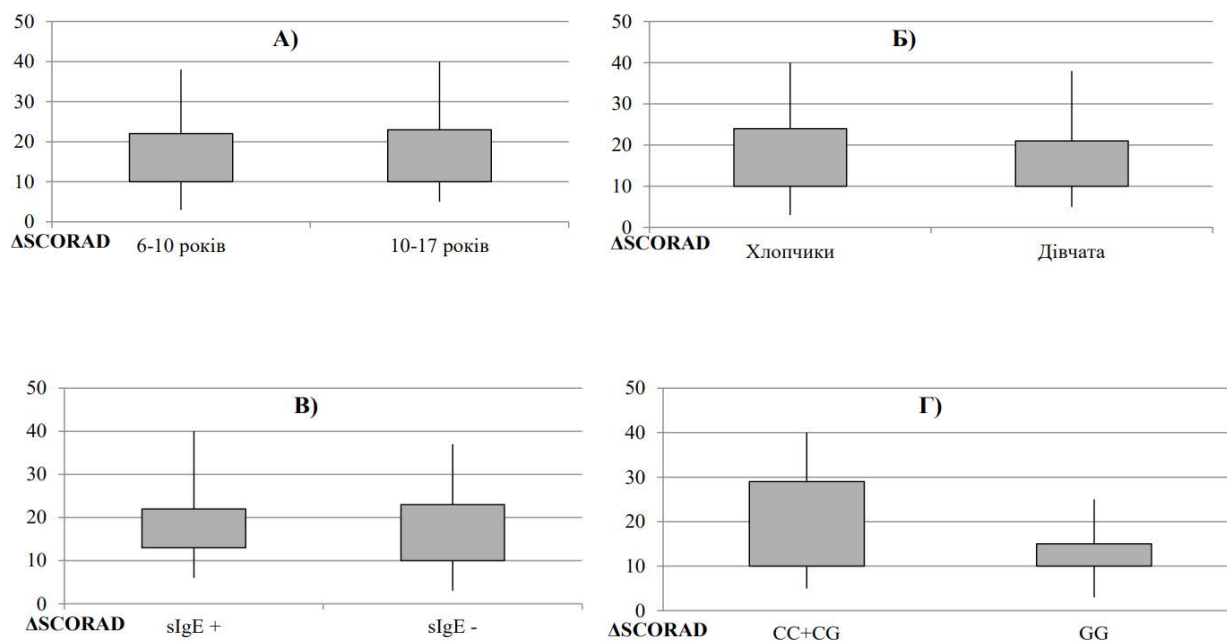 А)
50
40
30
20
10
0
ΔSCORAD
6-10 років
10-17 років
Б)
50
40
30
20
10
0
ΔSCORAD
Хлопчики
Дівчата
В)
50
40
30
20
10
0
ΔSCORAD
sIgE +
sIgE -
Г)
50
40
30
20
10
0
ΔSCORAD
CC+CG
GG